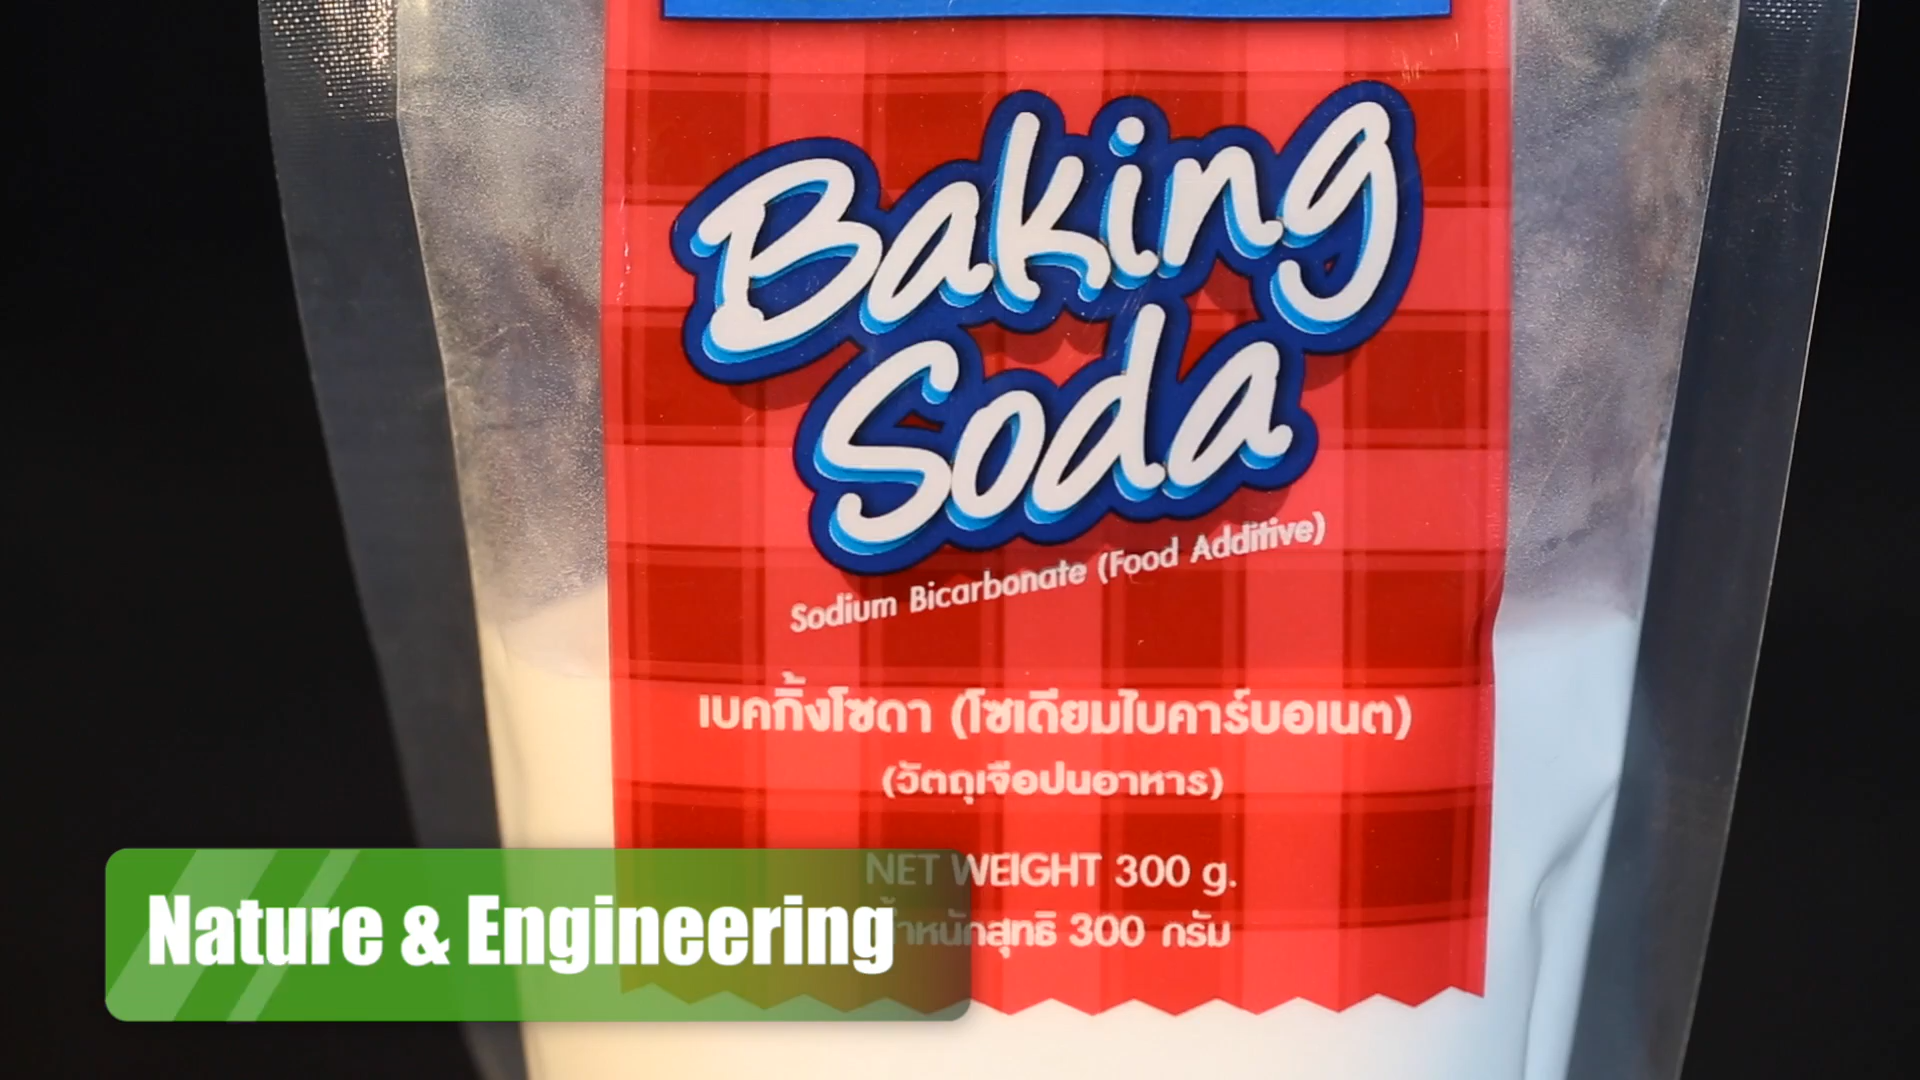 Baking
Soda
Sodium Bicarbonate (Food Additive)
เบคกิ้งโซดา (โซเดียมไบคาร์บอเนต)
(วัตถุเจือปนอาหาร)
NET WEIGHT 300 g.
น้ำหนักสุทธิ 300 กรัม
Nature & Engineering